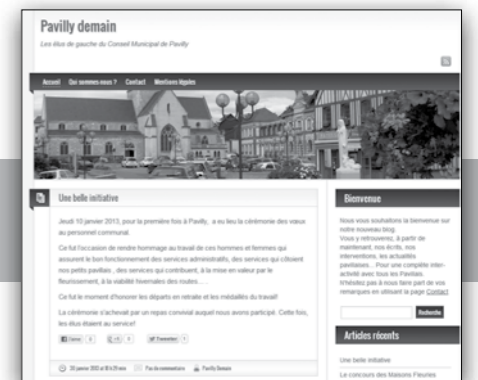 Pavilly demain
Les élus de gauche du Conseil Municipal de Pavilly
Accueil Qui sommes-nous ? Contact Mentions légales
Une belle initiative
Jeudi 10 janvier 2013, pour la première fois à Pavilly, a eu lieu la cérémonie des vœux
au personnel communal.
Ce fut l'occasion de rendre hommage au travail de ces hommes et femmes qui
assurent le bon fonctionnement des services administratifs, des services qui côtoient
nos petits pavillais , des services qui contribuent, à la mise en valeur par le
fleurissement, à la viabilité hivernales des routes.....
Ce fut le moment d'honorer les départs en retraite et les médaillés du travail!
La cérémonie s'achevait par un repas convivial auquel nous avons participé. Cette fois,
les élus étaient au service!
J'aime 3 +1 0 Tweeter 1
Pas de commentaire Pavilly Demain
Bienvenue
Nous vous souhaitons la bienvenue sur
notre nouveau blog.
Vous y retrouverez, à partir de
maintenant, nos écrits, nos
interventions, les actualités
pavillaises... Pour une complète inter-
activité avec tous les Pavillais.
N'hésitez pas à nous faire part de vos
remarques en utilisant la page Contact
Recherche
Articles récents
Une belle initiative
Le concours des Maisons Fleuries